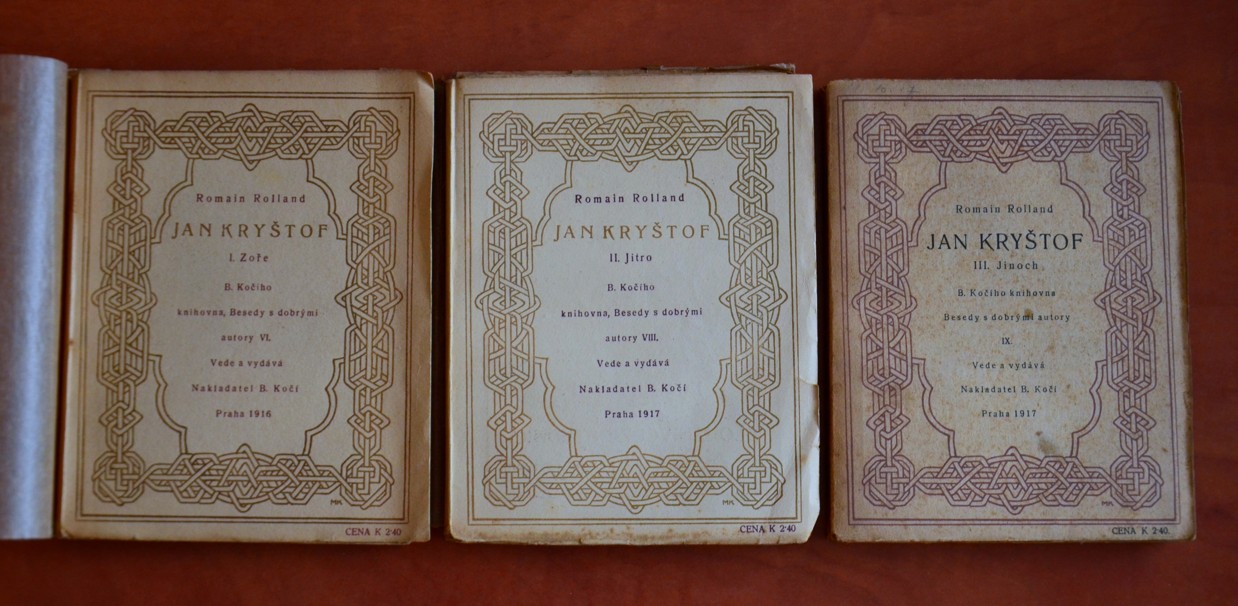 Romain Rolland
JAN KRYŠTOF
I. Zoře
B. Kočího
knihovna, Besedy s dobrými
autory VI.
Vede a vydává
Nakladatel B. Kočí
Praha 1916
MK
CENA K 2·40
Romain Rolland
JAN KRYŠTOF
II. Jitro
B. Kočího
knihovna, Besedy s dobrými
autory VIII.
Vede a vydává
Nakladatel B. Kočí
Praha 1917
MK
CENA K 2·40
Romain Rolland
JAN KRYŠTOF
III. Jinoch
B. Kočího knihovna
Besedy s dobrými autory
IX.
Vede a vydává
Nakladatel B. Kočí
Praha 1917
MK
CENA K 2·40.